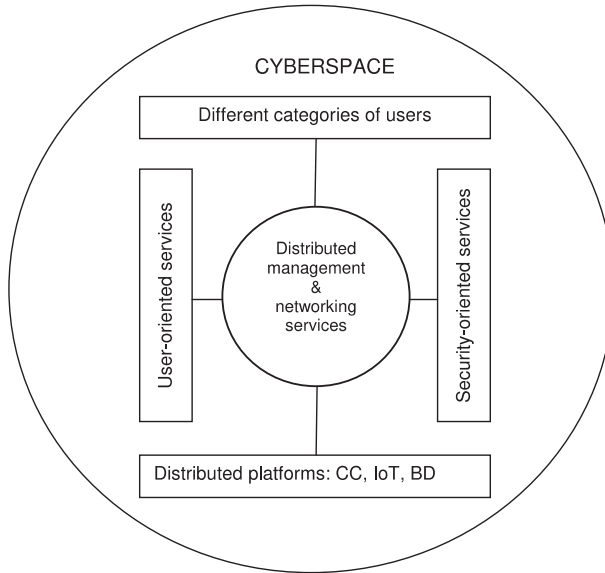 CYBERSPACE
Different categories of users
User-oriented services
Distributed
management
&
networking
services
Security-oriented services
Distributed platforms: CC, IoT, BD